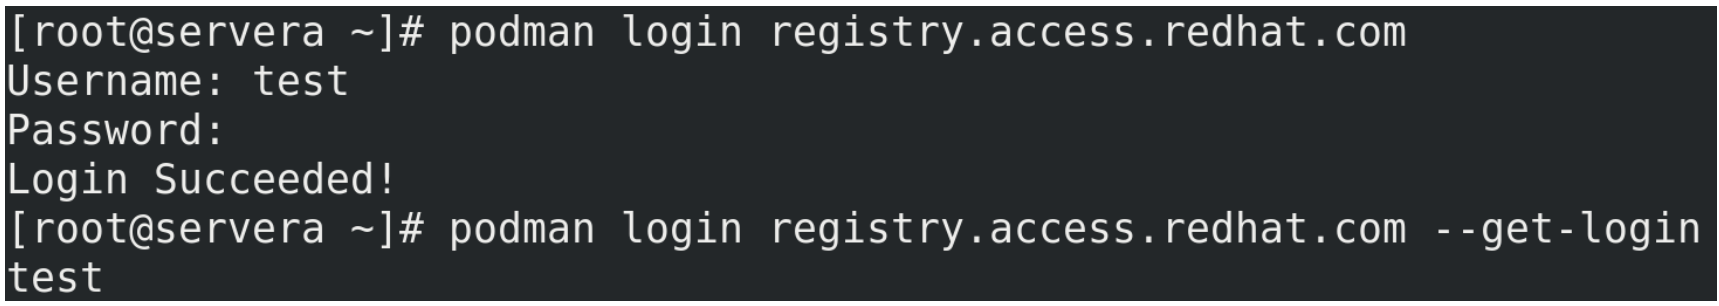 [root@servera ~]# podman login registry.access.redhat.com
Username: test
Password:
Login Succeeded!
[root@servera ~]# podman login registry.access.redhat.com --get-login
test